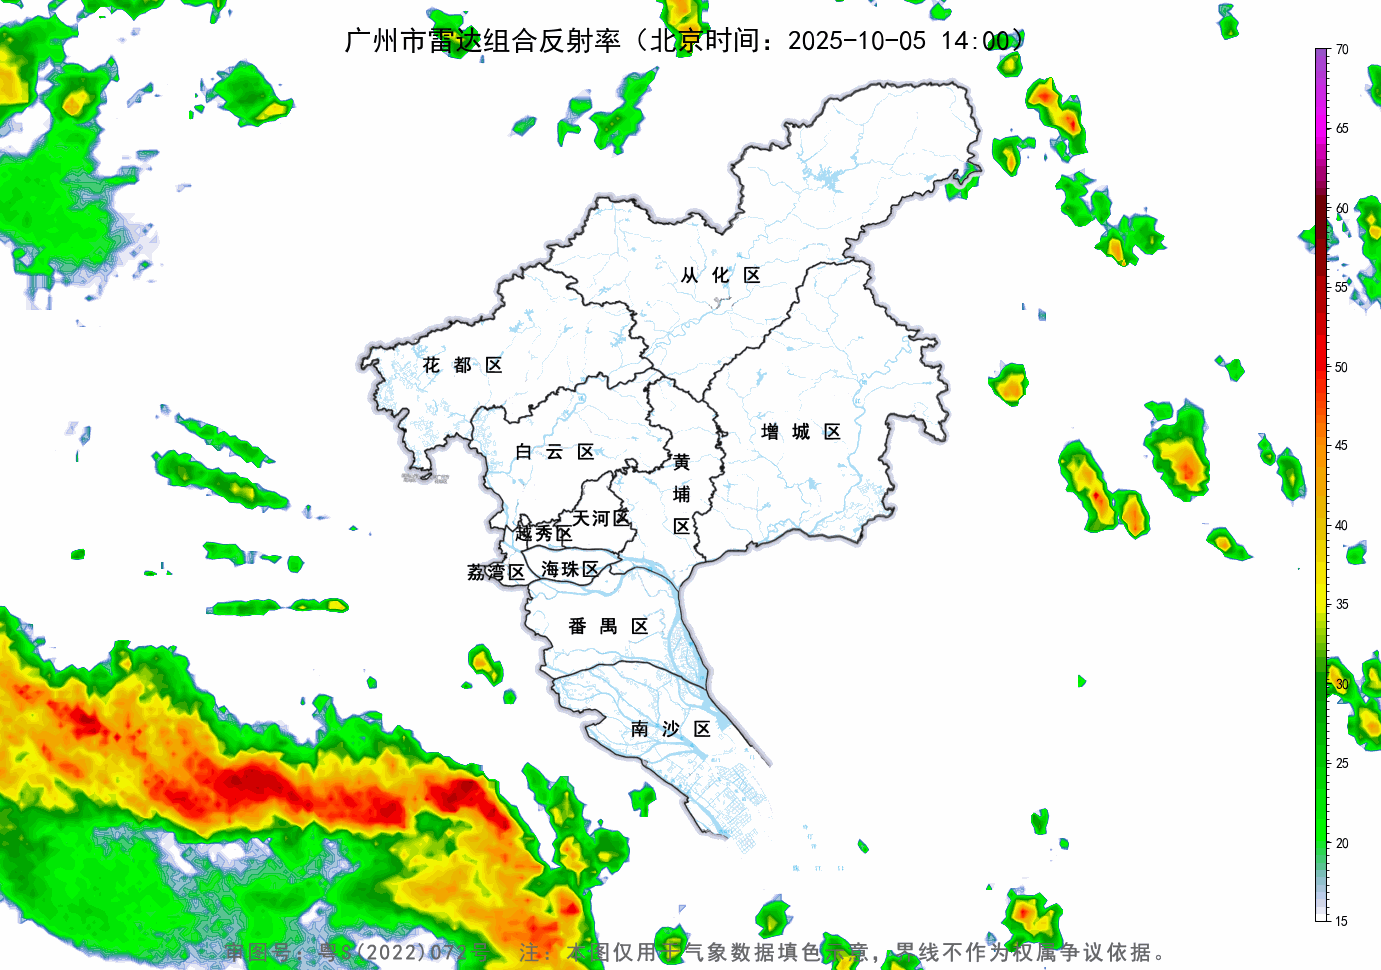 广州市雷达组合反射率（北京时间：2025-10-05 14:00）
70
65
60
55
50
45
40
35
30
25
20
15
从化区
花都区
增城区
白云区
黄埔区
天河区
越秀区
荔湾区
海珠区
番禺区
南沙区
审图号：粤S(2022)072号 注：本图仅用于气象数据填色示意，界线不作为权属争议依据。